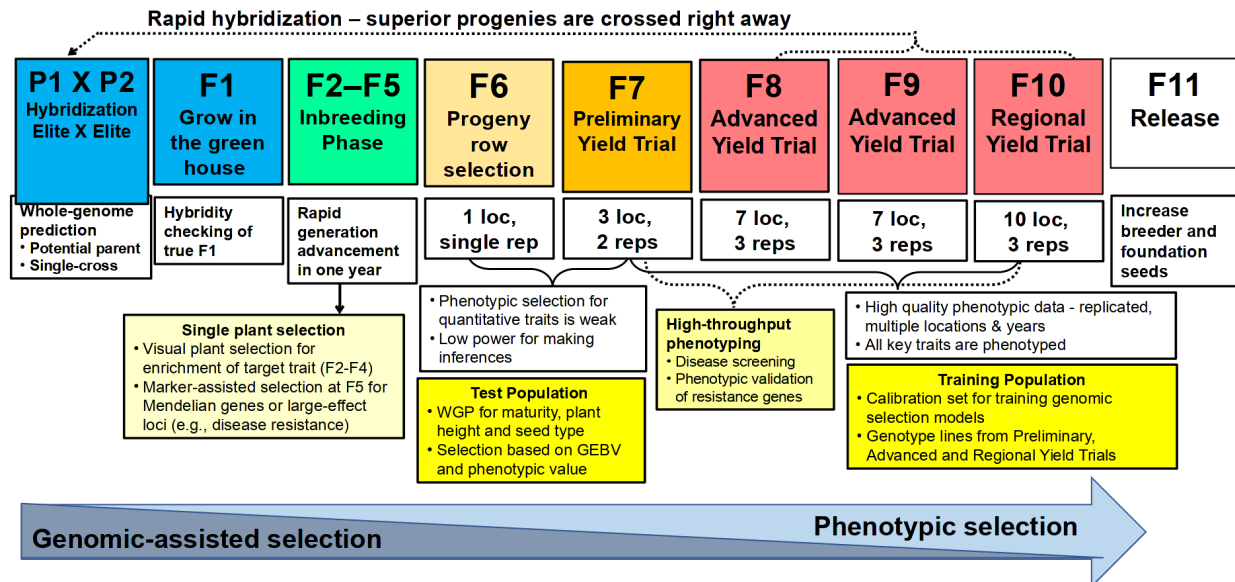 Rapid hybridization – superior progenies are crossed right away
P1 X P2
Hybridization
Elite X Elite
F1
Grow in
the green
house
F2–F5
Inbreeding
Phase
F6
Progeny
row
selection
F7
Preliminary
Yield Trial
F8
Advanced
Yield Trial
F9
Advanced
Yield Trial
F10
Regional
Yield Trial
F11
Release
Whole-genome
prediction
• Potential parent
• Single-cross
Hybridity
checking of
true F1
Rapid
generation
advancement
in one year
1 loc,
single rep
3 loc,
2 reps
7 loc,
3 reps
7 loc,
3 reps
10 loc,
3 reps
Increase
breeder and
foundation
seeds
Single plant selection
• Visual plant selection for
enrichment of target trait (F2-F4)
• Marker-assisted selection at F5 for
Mendelian genes or large-effect
loci (e.g., disease resistance)
• Phenotypic selection for
quantitative traits is weak
• Low power for making
inferences
Test Population
• WGP for maturity, plant
height and seed type
• Selection based on GEBV
and phenotypic value
High-throughput
phenotyping
• Disease screening
• Phenotypic validation
of resistance genes
• High quality phenotypic data - replicated,
multiple locations & years
• All key traits are phenotyped
Training Population
• Calibration set for training genomic
selection models
• Genotype lines from Preliminary,
Advanced and Regional Yield Trials
Genomic-assisted selection
Phenotypic selection